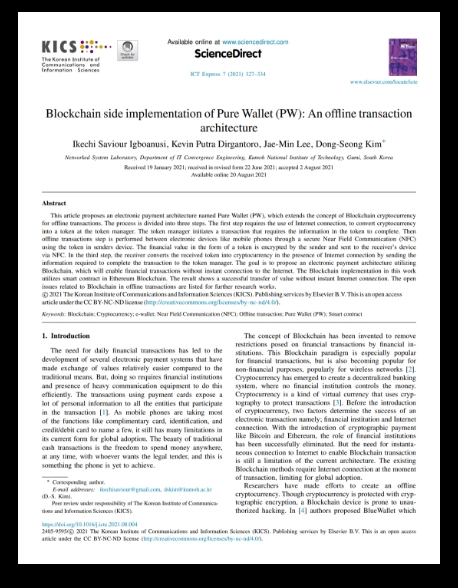 KICS
The Korean Institute of
Communications and
Information Sciences
Available online at www.sciencedirect.com
ScienceDirect
ICT Express 7 (2021) 327–334
www.elsevier.com/locate/icte
Blockchain side implementation of Pure Wallet (PW): An offline transaction
architecture
Ikechi Saviour Igboanusi, Kevin Putra Dirgantoro, Jae-Min Lee, Dong-Seong Kim*
Networked System Laboratory, Department of IT Convergence Engineering, Kumoh National Institute of Technology, Gumi, South Korea
Received 19 January 2021; received in revised form 22 June 2021; accepted 2 August 2021
Available online 20 August 2021
Abstract
This article proposes an electronic payment architecture named Pure Wallet (PW), which extends the concept of Blockchain cryptocurrency
for offline transactions. The process is divided into three steps. The first step requires the use of Internet connection, to convert cryptocurrency
into a token at the token manager. The token manager initiates a transaction that requires the information in the token to complete. Then
offline transactions step is performed between electronic devices like mobile phones through a secure Near Field Communication (NFC)
using the token in senders device. The financial value in the form of a token is encrypted by the sender and sent to the receiver's device
via NFC. In the third step, the receiver converts the received token into cryptocurrency in the presence of Internet connection by sending the
information required to complete the transaction to the token manager. The goal is to propose an electronic payment architecture utilizing
Blockchain, which will enable financial transactions without instant connection to the Internet. The Blockchain implementation in this work
utilizes smart contract in Ethereum Blockchain. The result shows a successful transfer of value without instant Internet connection. The open
issues related to Blockchain in offline transactions are listed for further research works.
© 2021 The Korean Institute of Communications and Information Sciences (KICS). Publishing services by Elsevier B.V. This is an open access
article under the CC BY-NC-ND license (http://creativecommons.org/licenses/by-nc-nd/4.0/).
Keywords: Blockchain; Cryptocurrency; e-wallet; Near Field Communication (NFC); Offline transaction; Pure Wallet (PW); Smart contract
1. Introduction
The need for daily financial transactions has led to the
development of several electronic payment systems that have
made exchange of values relatively easier compared to the
traditional means. But, doing so requires financial institutions
and presence of heavy communication equipment to do this
efficiently. The transactions using payment cards expose a
lot of personal information to all the entities that participate
in the transaction [1]. As mobile phones are taking most
of the functions like complimentary card, identification, and
credit/debit card to name a few, it still has many limitations in
its current form for global adoption. The beauty of traditional
cash transactions is the freedom to spend money anywhere,
at any time, with whoever wants the legal tender, and this is
something the phone is yet to achieve.
* Corresponding author.
E-mail addresses: ikechisaviour@gmail.com, dskim@kumoh.ac.kr
(D.-S. Kim).
Peer review under responsibility of The Korean Institute of Communica-
tions and Information Sciences (KICS).
The concept of Blockchain has been invented to remove
restrictions posed on financial transactions by financial in-
stitutions. This Blockchain paradigm is especially popular
for financial transactions, but is also becoming popular for
non-financial purposes, popularly for wireless networks [2].
Cryptocurrency has emerged to create a decentralized banking
system, where no financial institution controls the money.
Cryptocurrency is a kind of virtual currency that uses cryp-
tography to protect transactions [3]. Before the introduction
of cryptocurrency, two factors determine the success of an
electronic transaction namely; financial institution and Internet
connection. With the introduction of cryptographic payment
like Bitcoin and Ethereum, the role of financial institutions
has been successfully eliminated. But the need for instanta-
neous connection to Internet to enable Blockchain transaction
is still a limitation of the current architecture. The existing
Blockchain methods require Internet connection at the moment
of transaction, limiting for global adoption.
Researchers have made efforts to create an offline
cryptocurrency. Though cryptocurrency is protected with cryp-
tographic encryption, a Blockchain device is prone to unau-
thorized hacking. In [4] authors proposed BlueWallet which
https://doi.org/10.1016/j.icte.2021.08.004
2405-9595/© 2021 The Korean Institute of Communications and Information Sciences (KICS). Publishing services by Elsevier B.V. This is an open access
article under the CC BY-NC-ND license (http://creativecommons.org/licenses/by-nc-nd/4.0/).